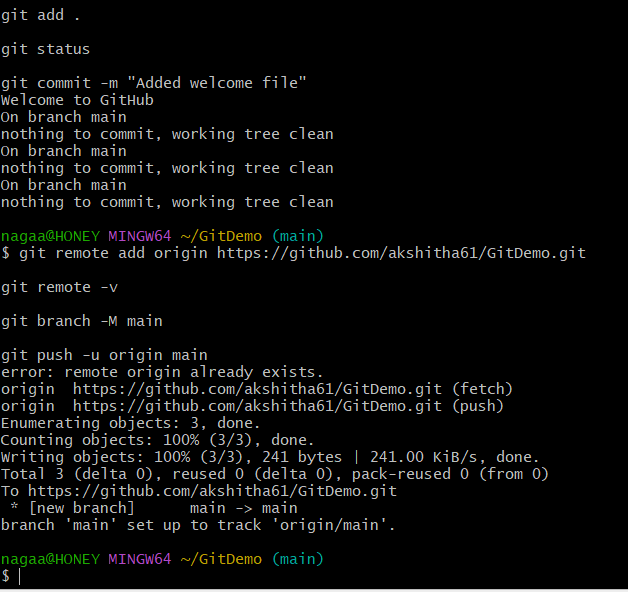 git add .
git status
git commit -m "Added welcome file"
Welcome to GitHub
On branch main
nothing to commit, working tree clean
On branch main
nothing to commit, working tree clean
On branch main
nothing to commit, working tree clean
nagaa@HONEY MINGW64 ~/GitDemo (main)
$ git remote add origin https://github.com/akshitha61/GitDemo.git
git remote -v
git branch -M main
git push -u origin main
error: remote origin already exists.
origin  https://github.com/akshitha61/GitDemo.git (fetch)
origin  https://github.com/akshitha61/GitDemo.git (push)
Enumerating objects: 3, done.
Counting objects: 100% (3/3), done.
Writing objects: 100% (3/3), 241 bytes | 241.00 KiB/s, done.
Total 3 (delta 0), reused 0 (delta 0), pack-reused 0 (from 0)
To https://github.com/akshitha61/GitDemo.git
 * [new branch]      main -> main
branch 'main' set up to track 'origin/main'.
nagaa@HONEY MINGW64 ~/GitDemo (main)
$